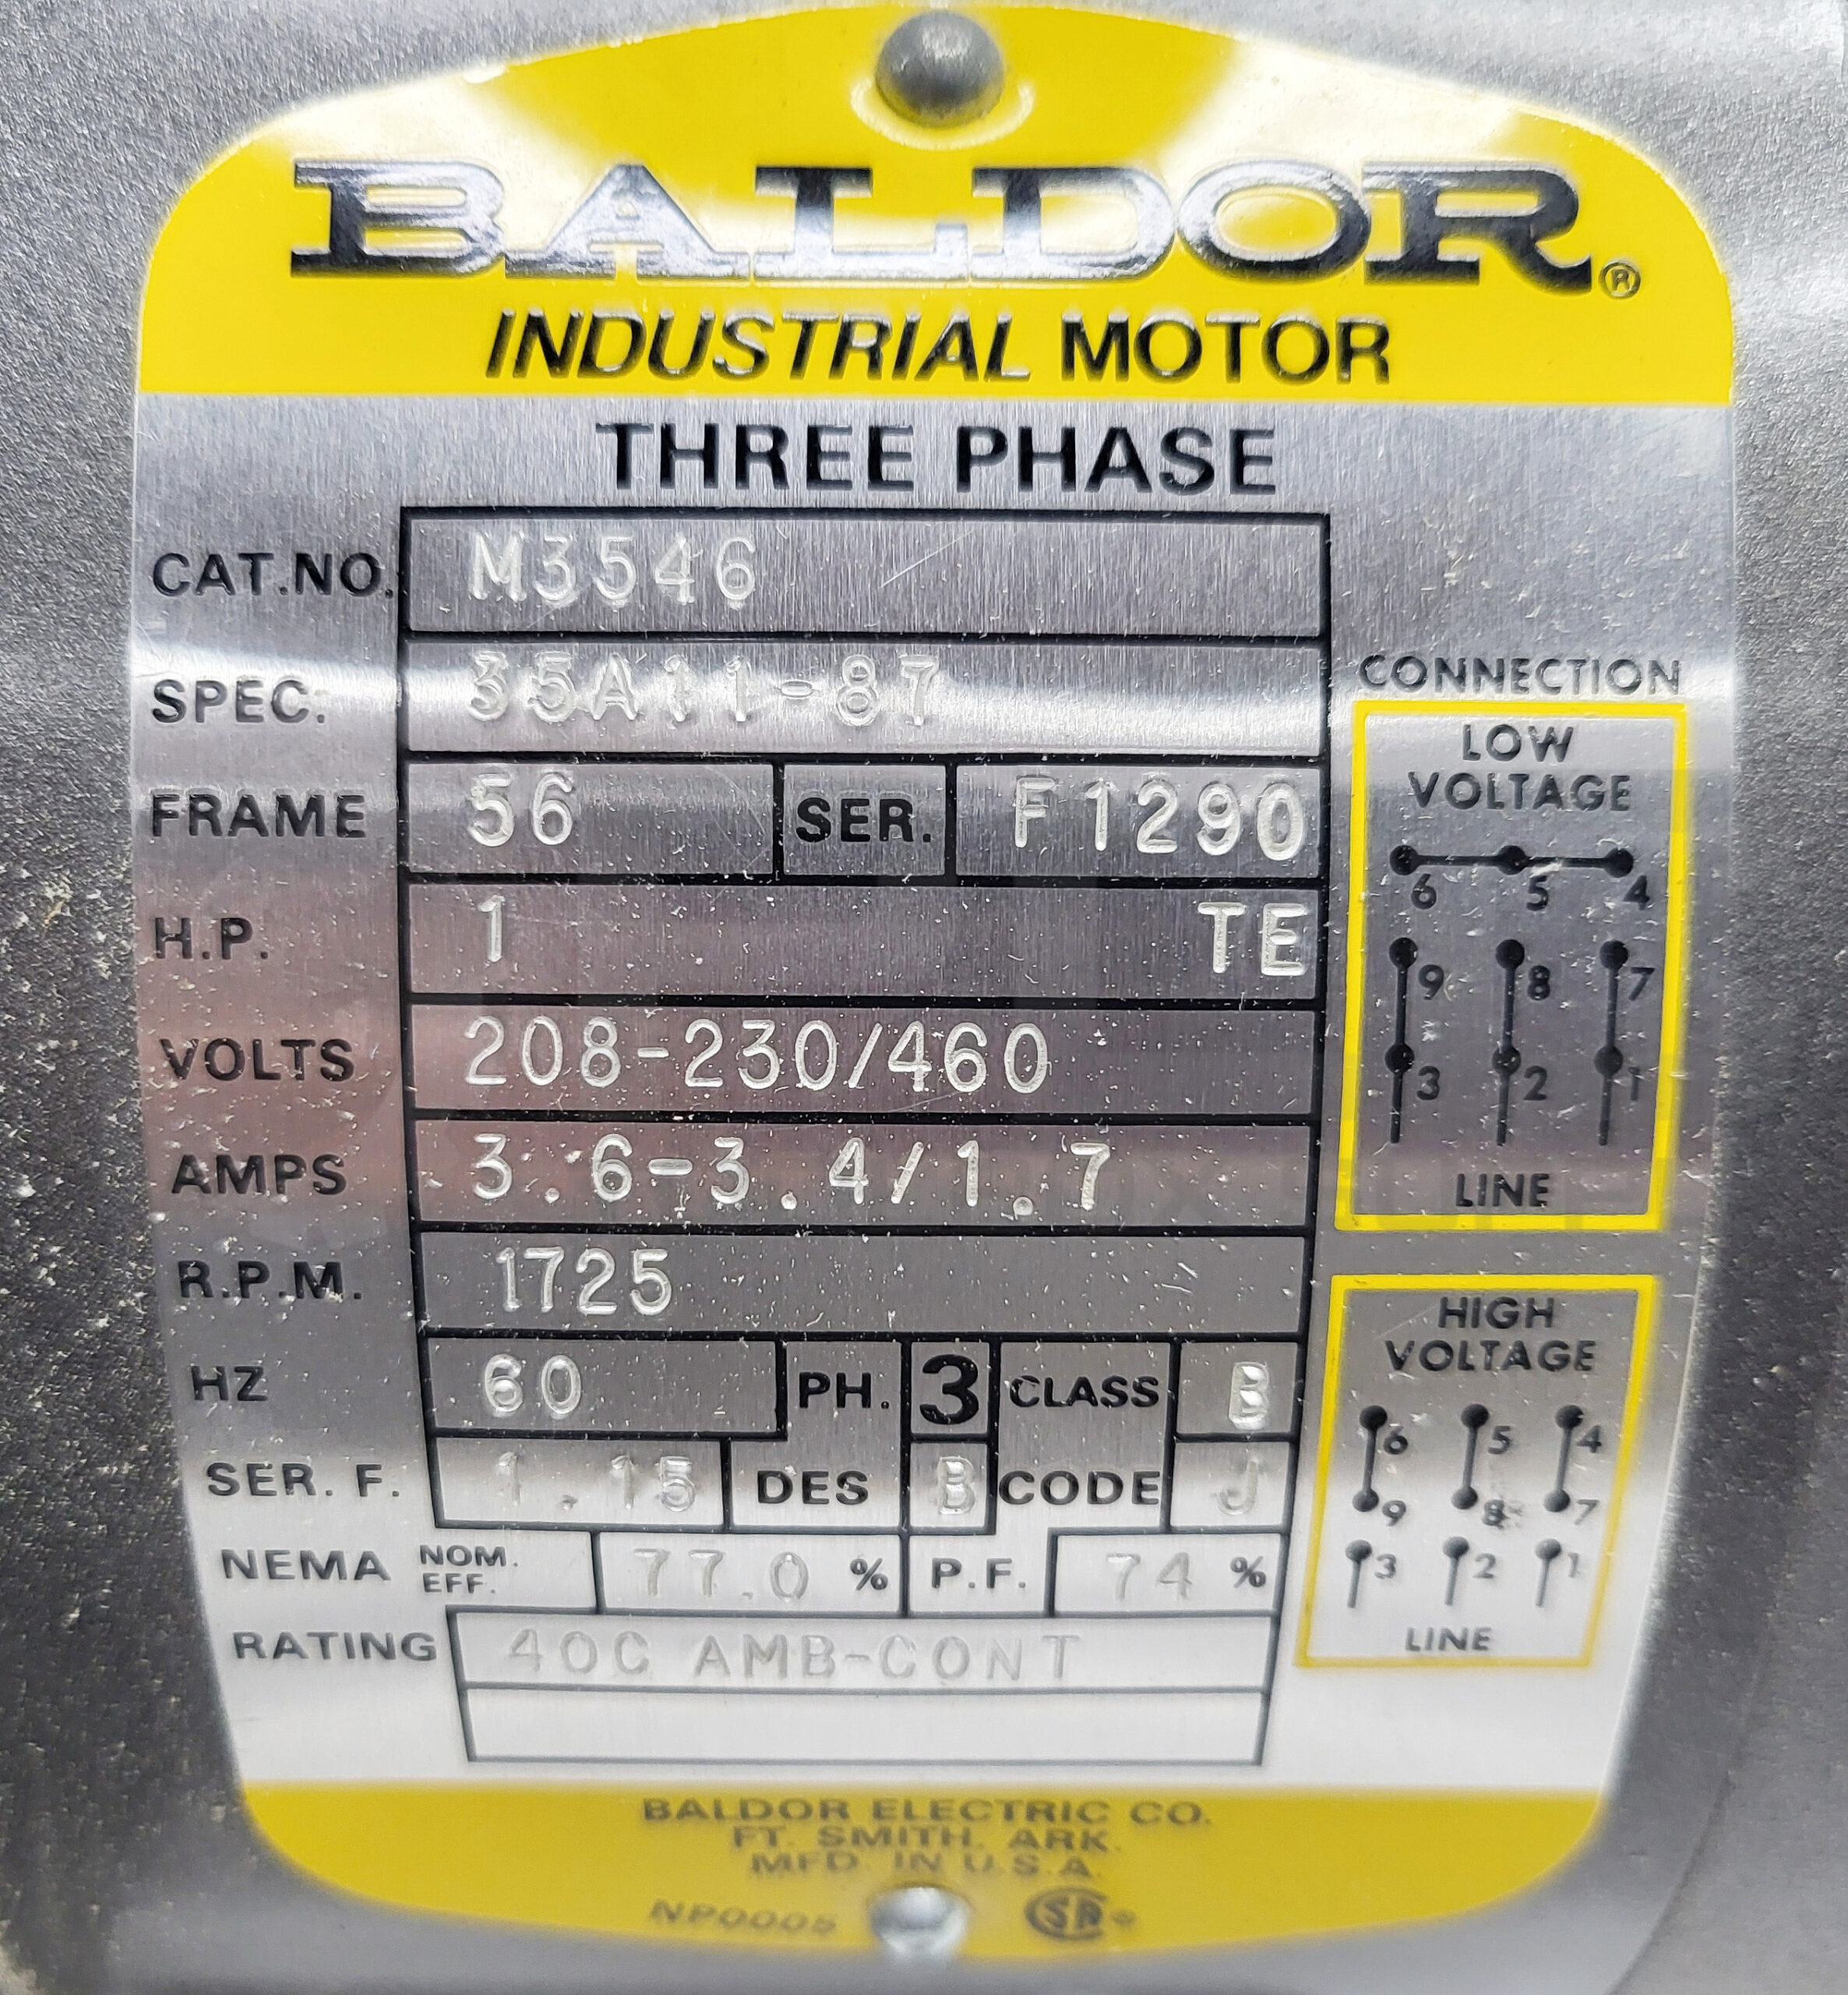 BALDOR®
INDUSTRIAL MOTOR
THREE PHASE
CAT.NO. M3546
SPEC. 35A11-87
FRAME 56 SER. F1290
H.P. 1 TE
VOLTS 208-230/460
AMPS 3.6-3.4/1.7
R.P.M. 1725
HZ 60 PH. 3 CLASS B
SER. F. 1.15 DES B CODE J
NEMA NOM. EFF. 77.0 % P.F. 74 %
RATING 40C AMB-CONT
CONNECTION
LOW
VOLTAGE
6 5 4
9 8 7
3 2 1
LINE
HIGH
VOLTAGE
6 5 4
9 8 7
3 2 1
LINE
BALDOR ELECTRIC CO.
FT. SMITH, ARK.
MFD. IN U.S.A.
NP0005 SA®